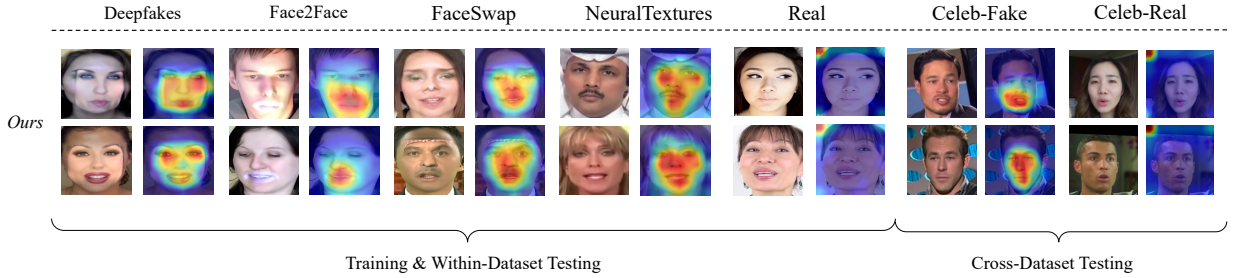 Deepfakes Face2Face FaceSwap NeuralTextures Real Celeb-Fake Celeb-Real
Ours
Training & Within-Dataset Testing Cross-Dataset Testing